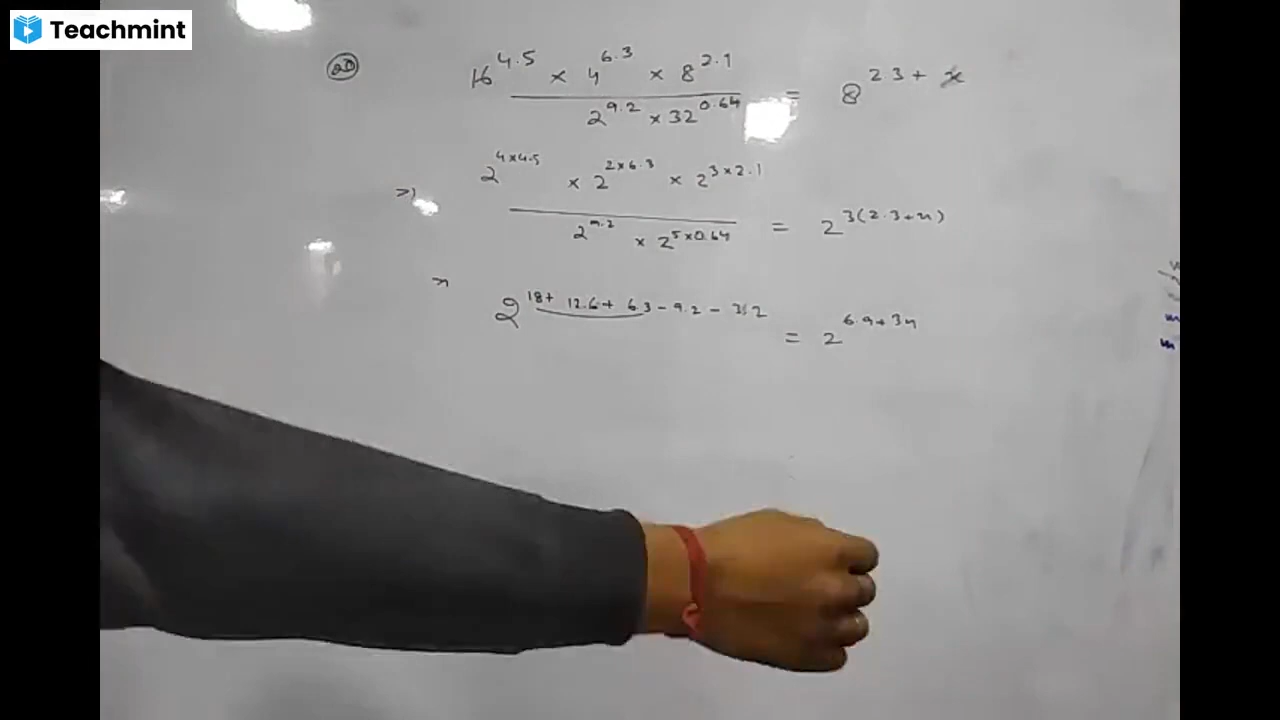 Teachmint
20
16^4.5 × 4^6.3 × 8^2.1
2^9.2 × 32^0.64
= 8^23 + x
2^4×4.5 × 2^2×6.3 × 2^3×2.1
2^9.2 × 2^5×0.64
= 2^3(2.3+x)
2^18+ 12.6+ 6.3 - 9.2 - 3.2 = 2^6.9+3x